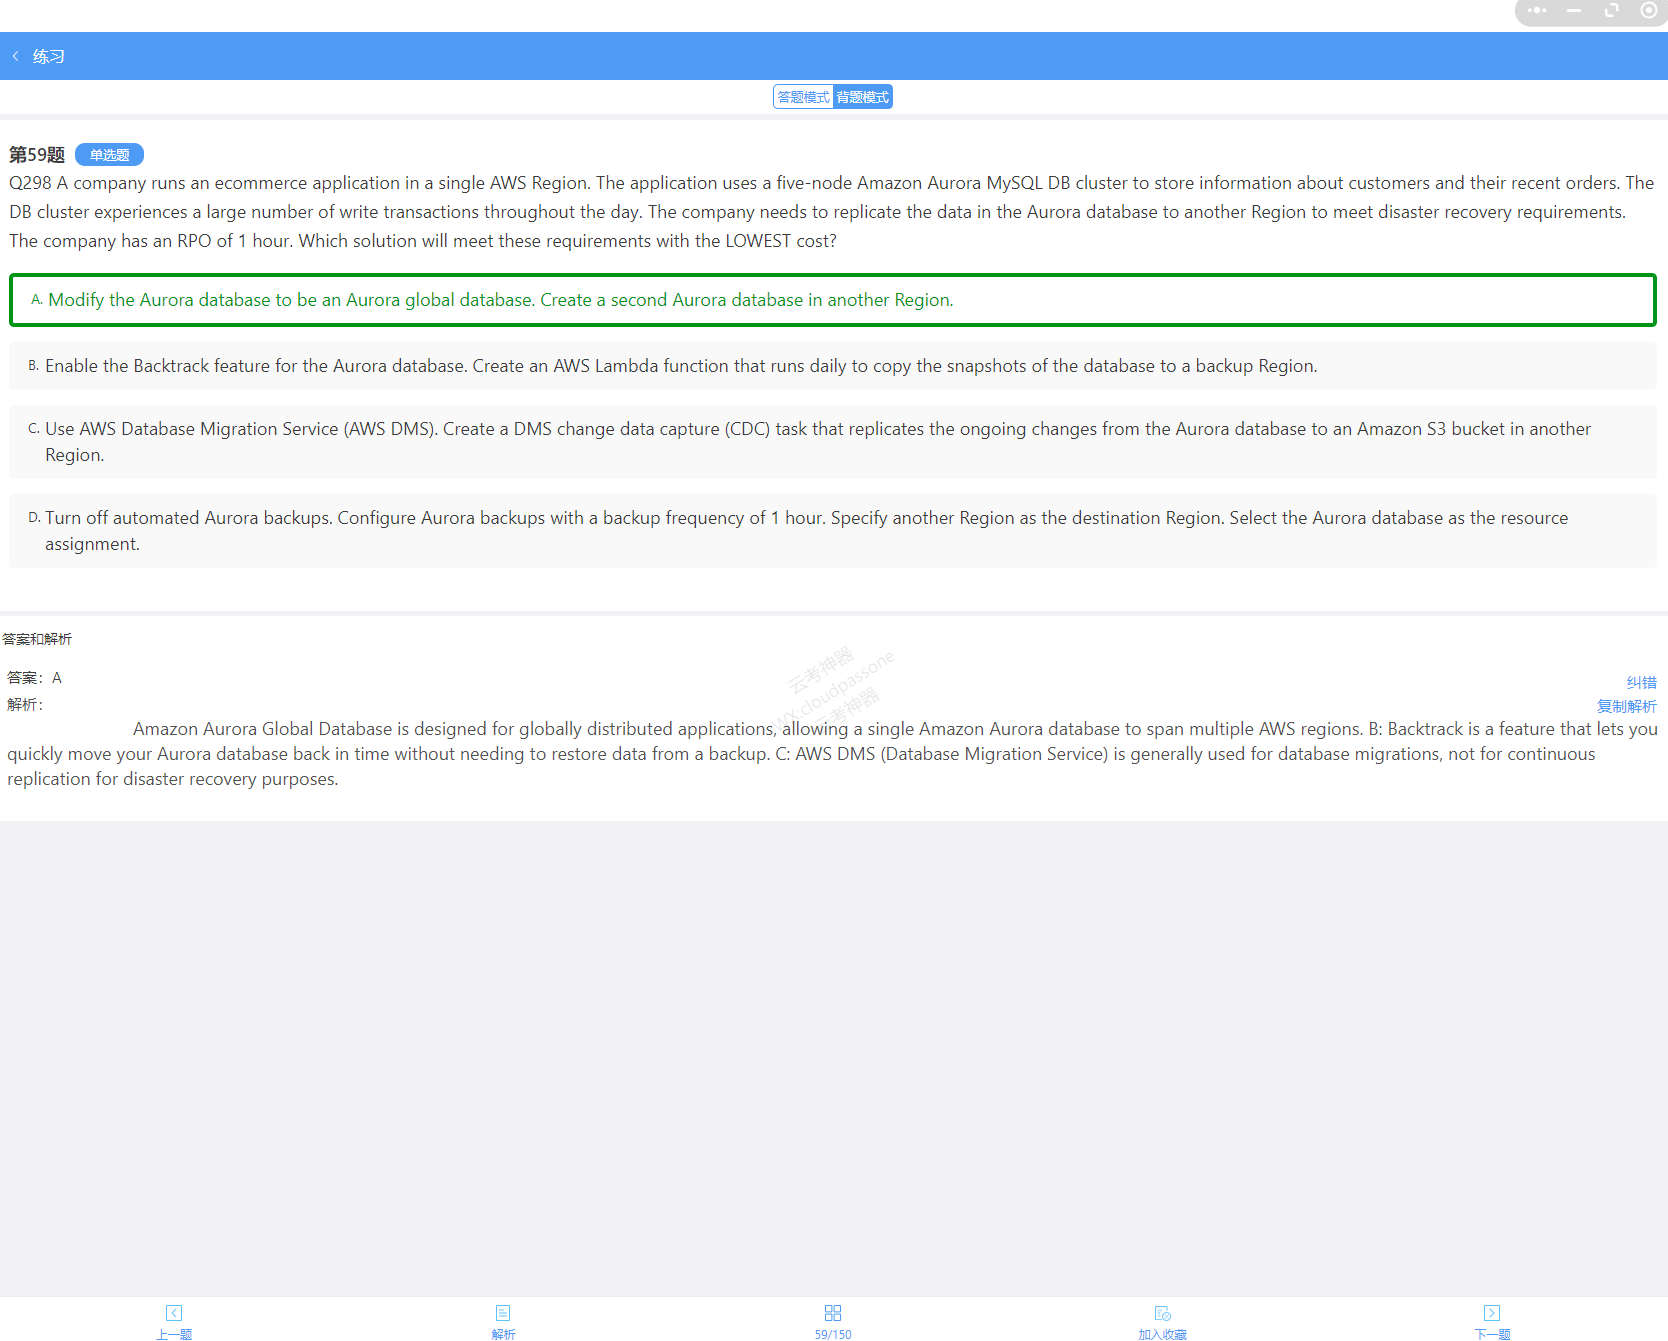 练习
答题模式 背题模式
第59题 单选题
Q298 A company runs an ecommerce application in a single AWS Region. The application uses a five-node Amazon Aurora MySQL DB cluster to store information about customers and their recent orders. The
DB cluster experiences a large number of write transactions throughout the day. The company needs to replicate the data in the Aurora database to another Region to meet disaster recovery requirements.
The company has an RPO of 1 hour. Which solution will meet these requirements with the LOWEST cost?
A. Modify the Aurora database to be an Aurora global database. Create a second Aurora database in another Region.
B. Enable the Backtrack feature for the Aurora database. Create an AWS Lambda function that runs daily to copy the snapshots of the database to a backup Region.
C. Use AWS Database Migration Service (AWS DMS). Create a DMS change data capture (CDC) task that replicates the ongoing changes from the Aurora database to an Amazon S3 bucket in another
Region.
D. Turn off automated Aurora backups. Configure Aurora backups with a backup frequency of 1 hour. Specify another Region as the destination Region. Select the Aurora database as the resource
assignment.
答案和解析
云考神器
WX:cloudpassone
云考神器
答案：A
纠错
解析：
复制解析
Amazon Aurora Global Database is designed for globally distributed applications, allowing a single Amazon Aurora database to span multiple AWS regions. B: Backtrack is a feature that lets you
quickly move your Aurora database back in time without needing to restore data from a backup. C: AWS DMS (Database Migration Service) is generally used for database migrations, not for continuous
replication for disaster recovery purposes.
上一题 解析 59/150 加入收藏 下一题